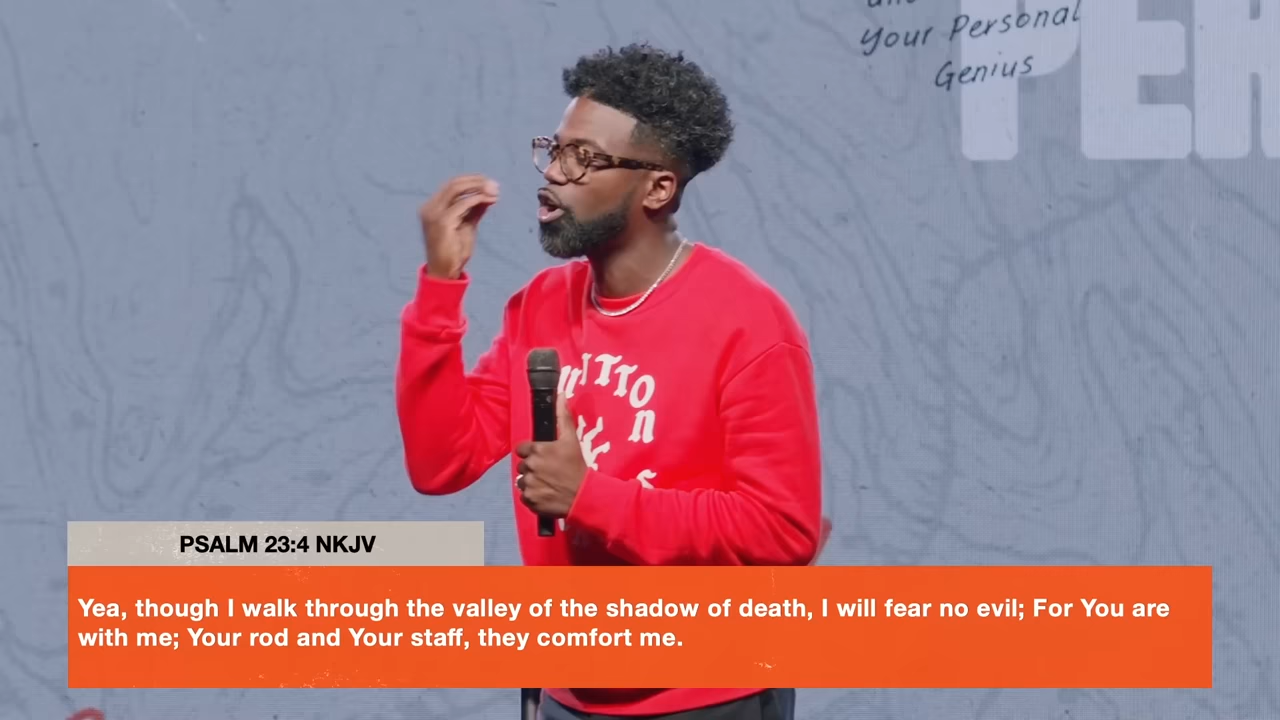 your Personal
Genius
PER
PSALM 23:4 NKJV
Yea, though I walk through the valley of the shadow of death, I will fear no evil; For You are
with me; Your rod and Your staff, they comfort me.